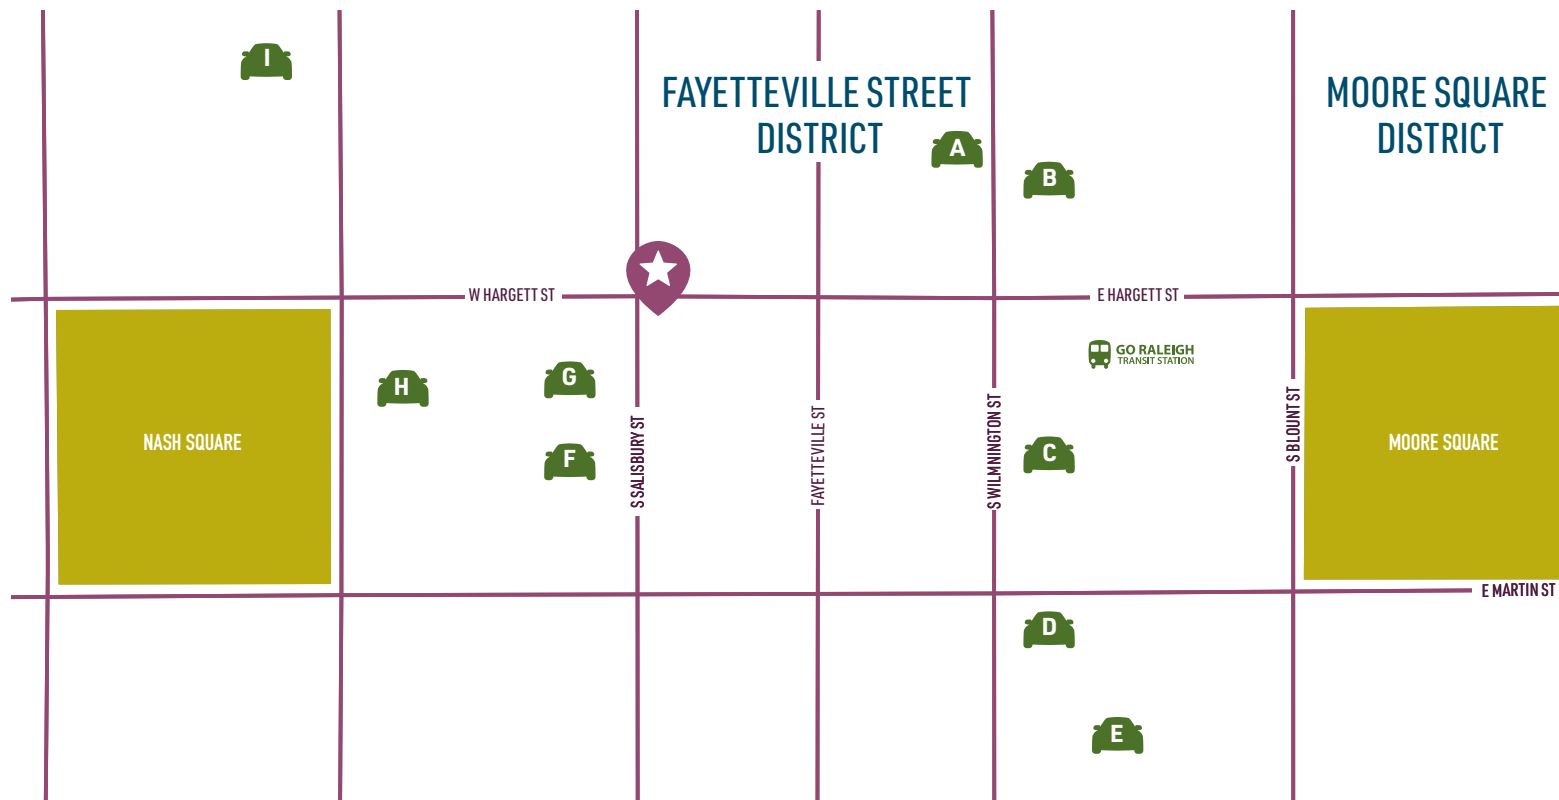 I
FAYETTEVILLE STREET
DISTRICT
MOORE SQUARE
DISTRICT
A
B
W HARGETT ST
E HARGETT ST
GO RALEIGH
TRANSIT STATION
H
G
F
C
NASH SQUARE
S SALISBURY ST
FAYETTEVILLE ST
S WILMNINGTON ST
S BLOUNT ST
MOORE SQUARE
E MARTIN ST
D
E